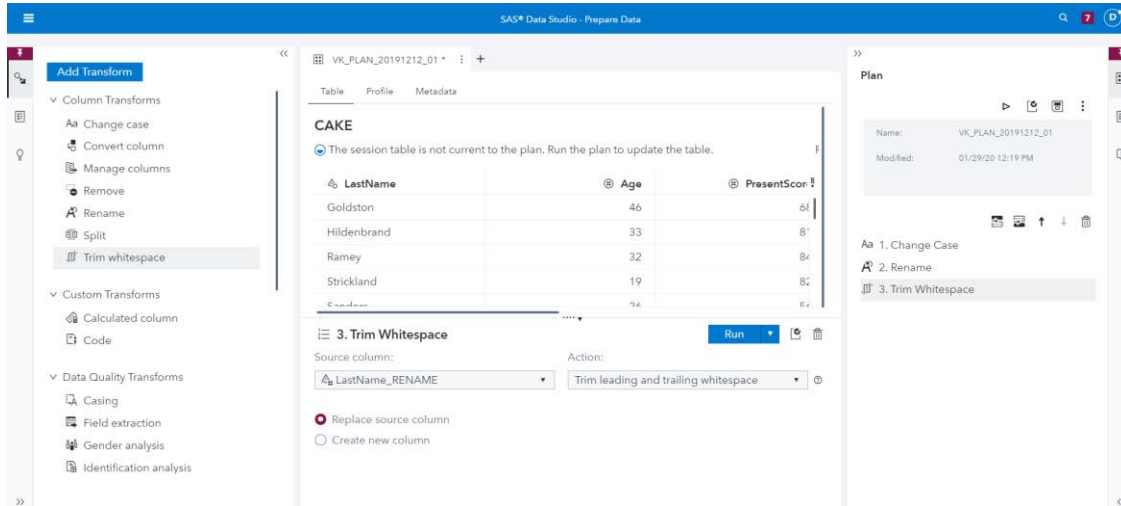 SAS® Data Studio - Prepare Data
7
D
Add Transform
Column Transforms
Aa Change case
Convert column
Manage columns
Remove
Rename
Split
Trim whitespace
Custom Transforms
Calculated column
Code
Data Quality Transforms
Casing
Field extraction
Gender analysis
Identification analysis
VK_PLAN_20191212_01 *
Table Profile Metadata
CAKE
The session table is not current to the plan. Run the plan to update the table.
LastName Age PresentScor
Goldston 46
Hildenbrand 33
Ramey 32
Strickland 19
Sanders 26
3. Trim Whitespace Run
Source column: Action:
LastName_RENAME Trim leading and trailing whitespace
Replace source column
Create new column
Plan
Name: VK_PLAN_20191212_01
Modified: 01/29/20 12:19 PM
Aa 1. Change Case
2. Rename
3. Trim Whitespace